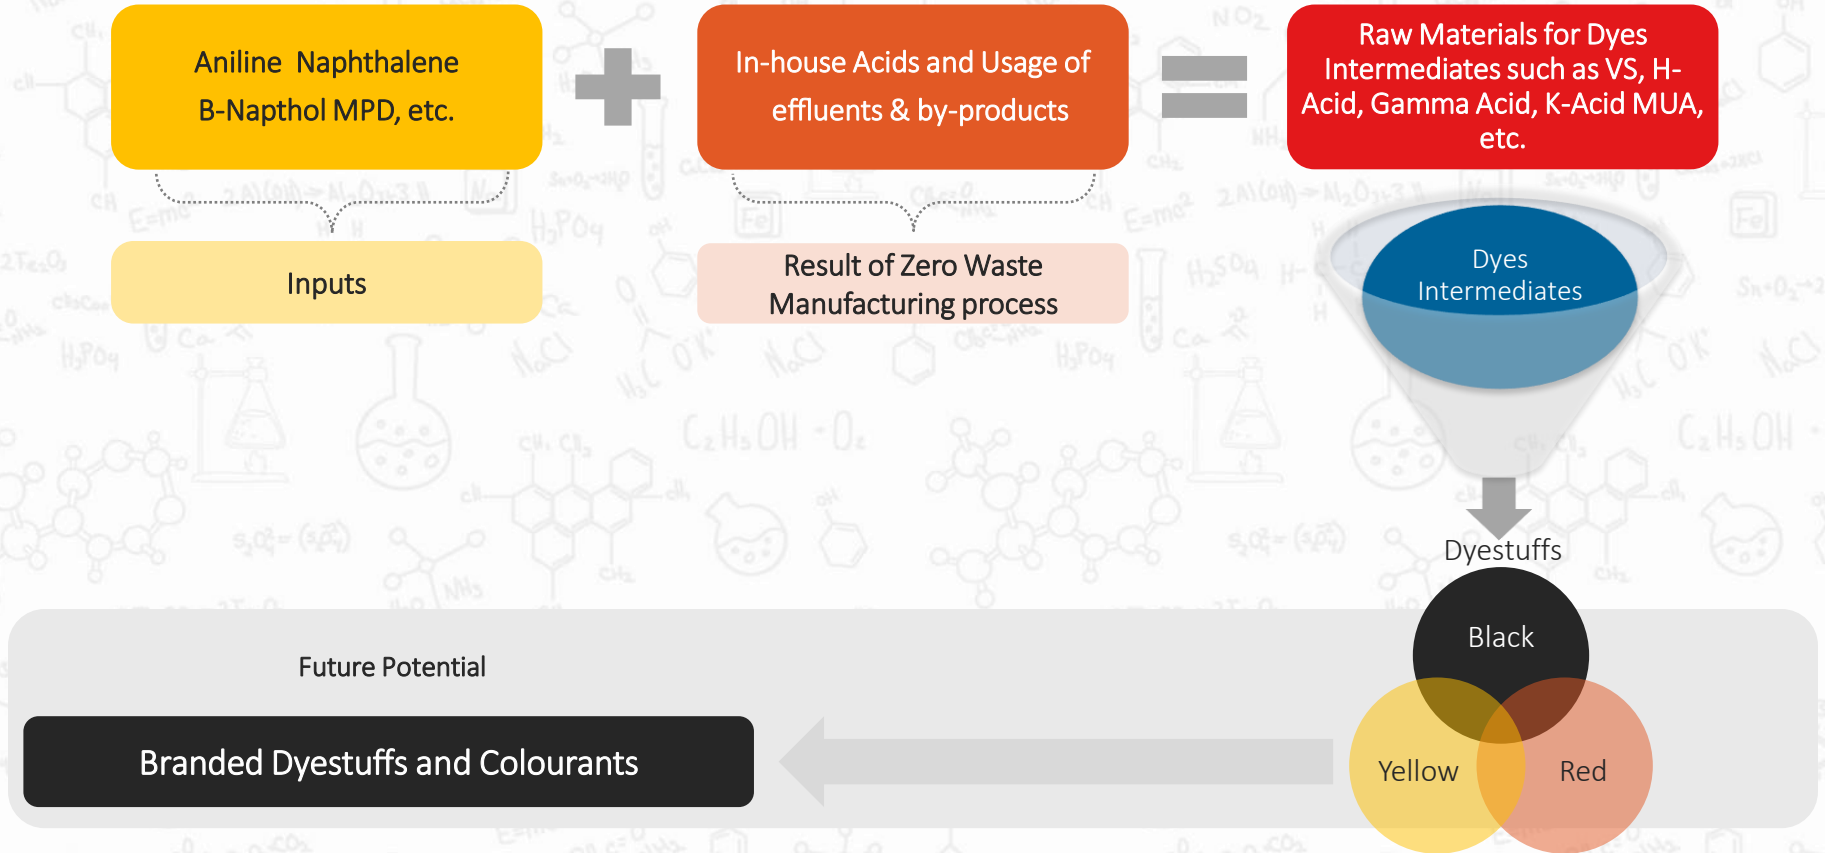 Aniline  Naphthalene
B-Napthol MPD, etc.
In-house Acids and Usage of
effluents & by-products
Raw Materials for Dyes
Intermediates such as VS, H-
Acid, Gamma Acid, K-Acid MUA,
etc.
Inputs
Result of Zero Waste
Manufacturing process
Dyes
Intermediates
Dyestuffs
Black
Yellow
Red
Future Potential
Branded Dyestuffs and Colourants